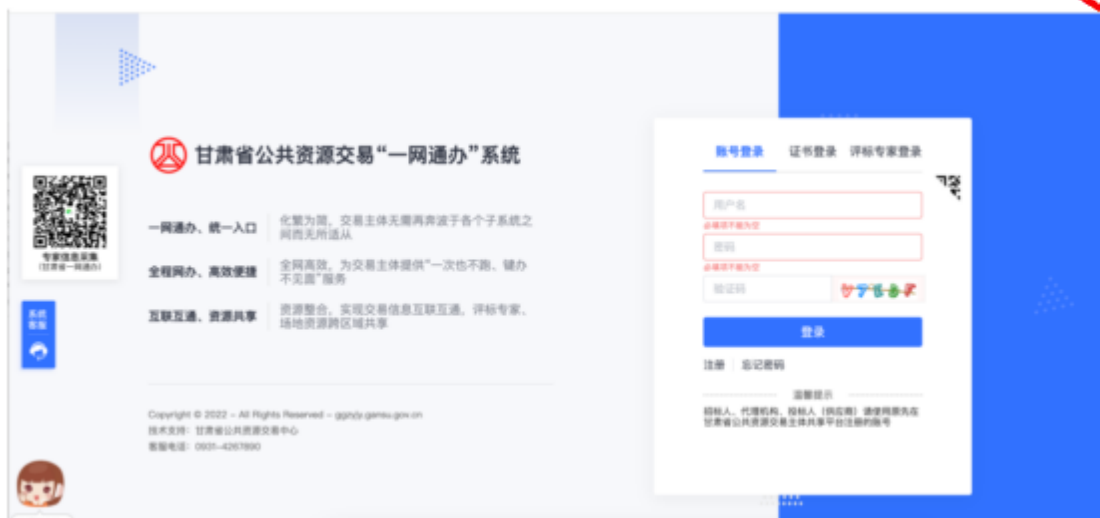 甘肃省公共资源交易“一网通办”系统
一网通办、统一入口
化繁为简，交易主体无需再奔波于各个子系统之
间而无所适从
全程网办、高效便捷
全网高效，为交易主体提供“一次也不跑、键办
不见面”服务
互联互通、资源共享
资源整合，实现交易信息互联互通，评标专家、
场地资源跨区域共享
Copyright © 2022 - All Rights Reserved - ggzyjy.gansu.gov.cn
技术支持：甘肃省公共资源交易中心
客服电话：0931-4267890
专家信息采集
(甘肃省一网通办)
系统
客服
账号登录 证书登录 评标专家登录
用户名
必填项不能为空
密码
必填项不能为空
验证码
登录
注册 忘记密码
温馨提示
招标人、代理机构、投标人（供应商）请使用原先在
甘肃省公共资源交易主体共享平台注册的账号